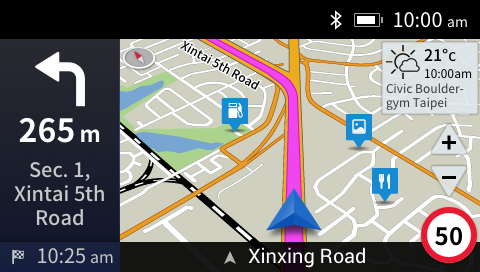 10:00 am
265 m
Sec. 1,
Xintai 5th
Road
10:25 am
Xintai 5th Road
21°c
10:00am
Civic Boulder-
gym Taipei
+
−
50
Xinxing Road